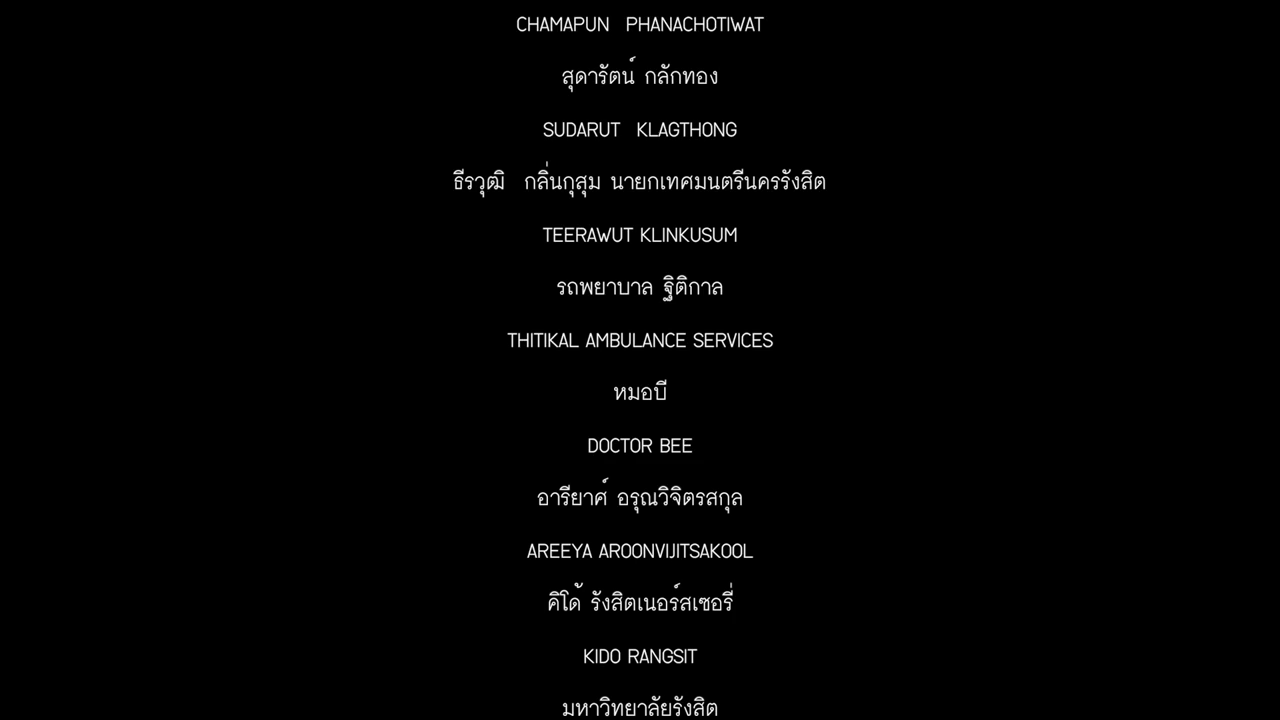 CHAMAPUN  PHANACHOTIWAT
สุดารัตน์ กลักทอง
SUDARUT  KLAGTHONG
ธีรวุฒิ  กลิ่นกุสุม นายกเทศมนตรีนครรังสิต
TEERAWUT KLINKUSUM
รถพยาบาล ฐิติกาล
THITIKAL AMBULANCE SERVICES
หมอบี
DOCTOR BEE
อารียาศ์ อรุณวิจิตรสกุล
AREEYA AROONVIJITSAKOOL
คิโด้ รังสิตเนอร์สเซอรี่
KIDO RANGSIT
มหาวิทยาลัยรังสิต